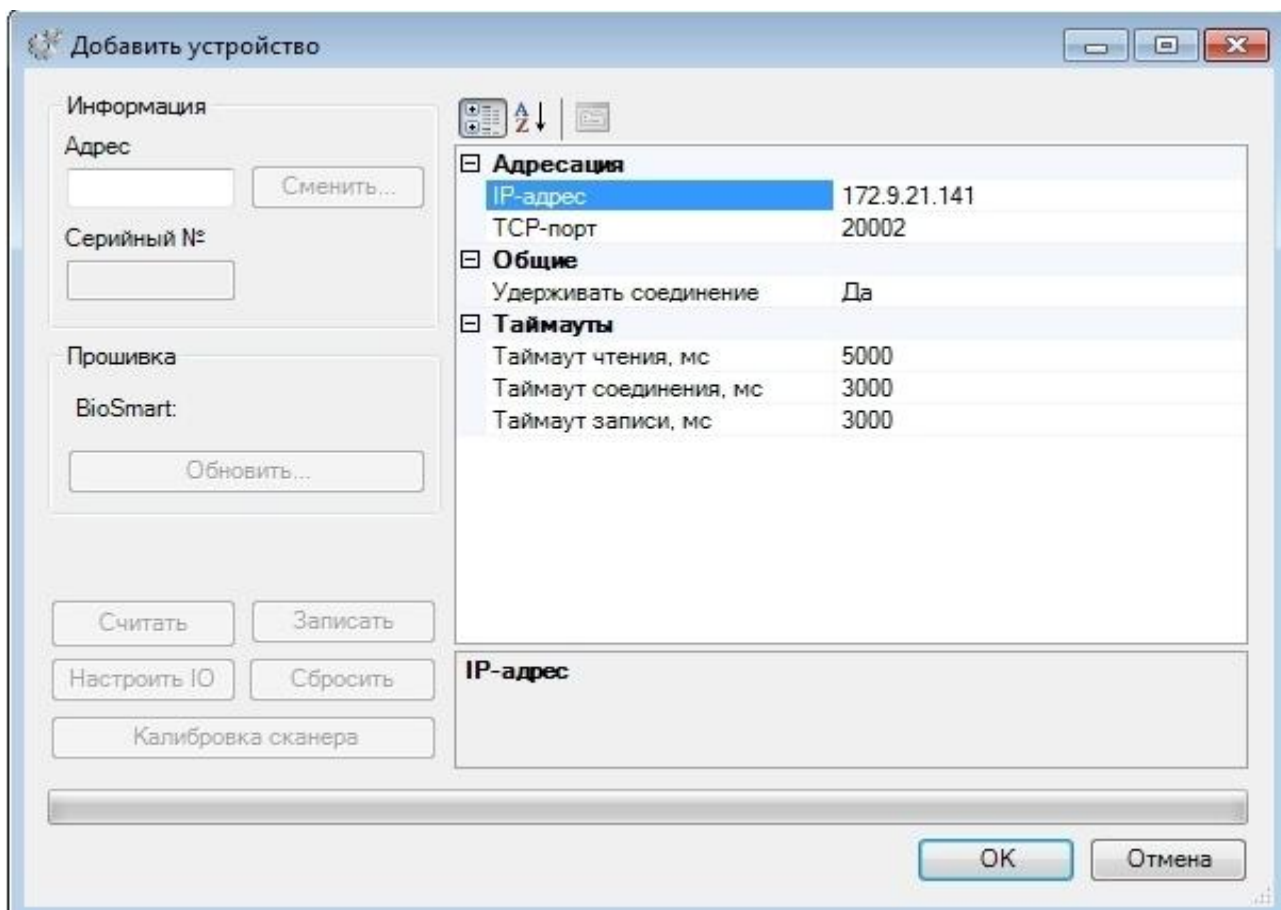 Добавить устройство
Информация
Адрес
Сменить...
Серийный №
Прошивка
BioSmart:
Обновить...
Считать
Записать
Настроить IO
Сбросить
Калибровка сканера
Адресация
IP-адрес 172.9.21.141
TCP-порт 20002
Общие
Удерживать соединение Да
Таймауты
Таймаут чтения, мс 5000
Таймаут соединения, мс 3000
Таймаут записи, мс 3000
IP-адрес
OK
Отмена